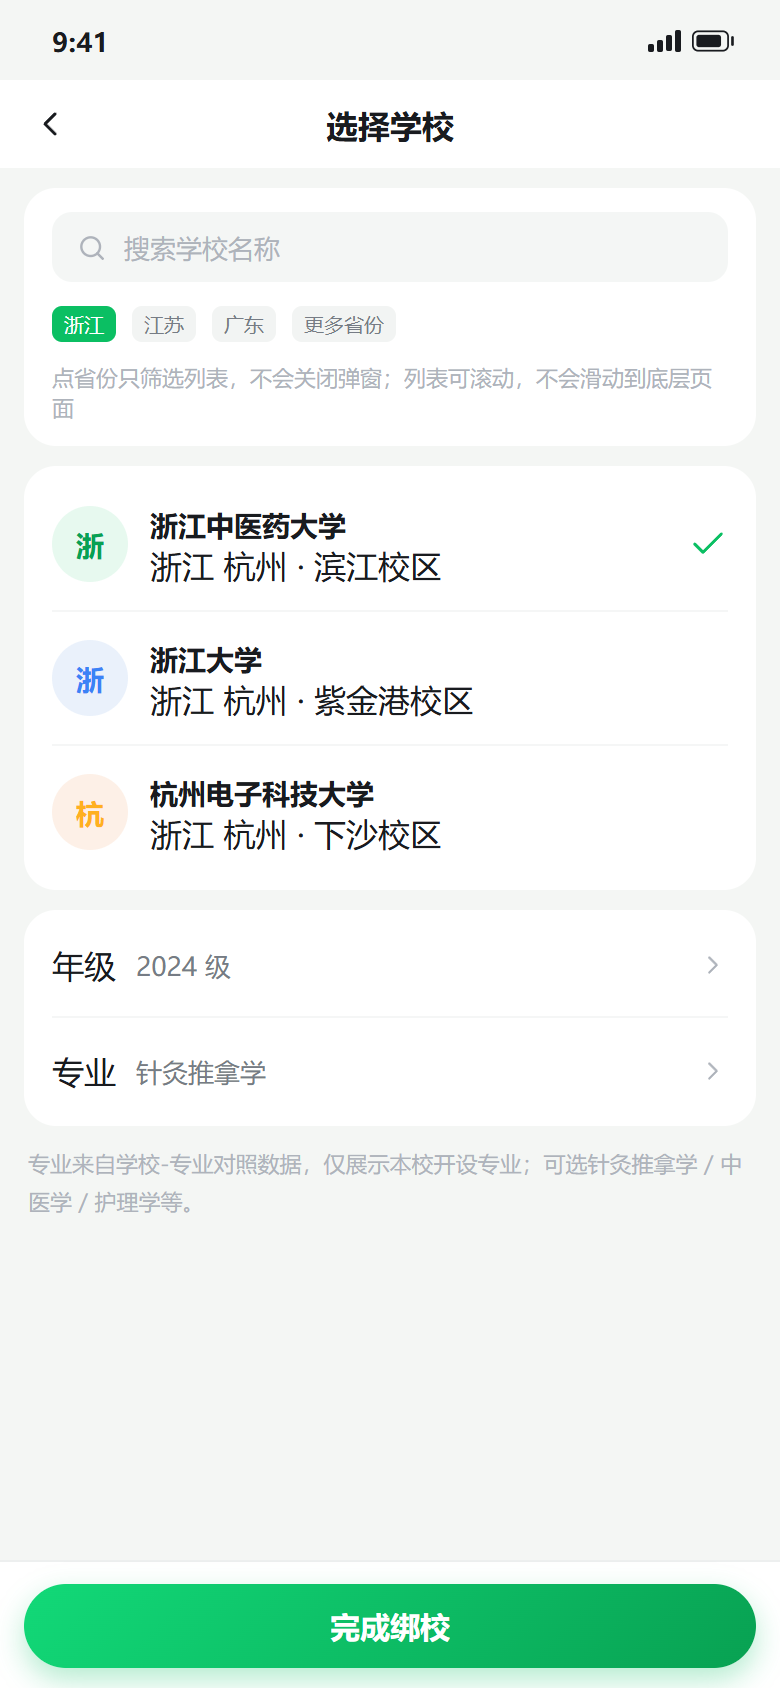 9:41
选择学校
搜索学校名称
浙江 江苏 广东 更多省份
点省份只筛选列表，不会关闭弹窗；列表可滚动，不会滑动到底层页
面
浙
浙江中医药大学
浙江 杭州 · 滨江校区
浙
浙江大学
浙江 杭州 · 紫金港校区
杭
杭州电子科技大学
浙江 杭州 · 下沙校区
年级 2024 级
专业 针灸推拿学
专业来自学校-专业对照数据，仅展示本校开设专业；可选针灸推拿学 / 中
医学 / 护理学等。
完成绑校